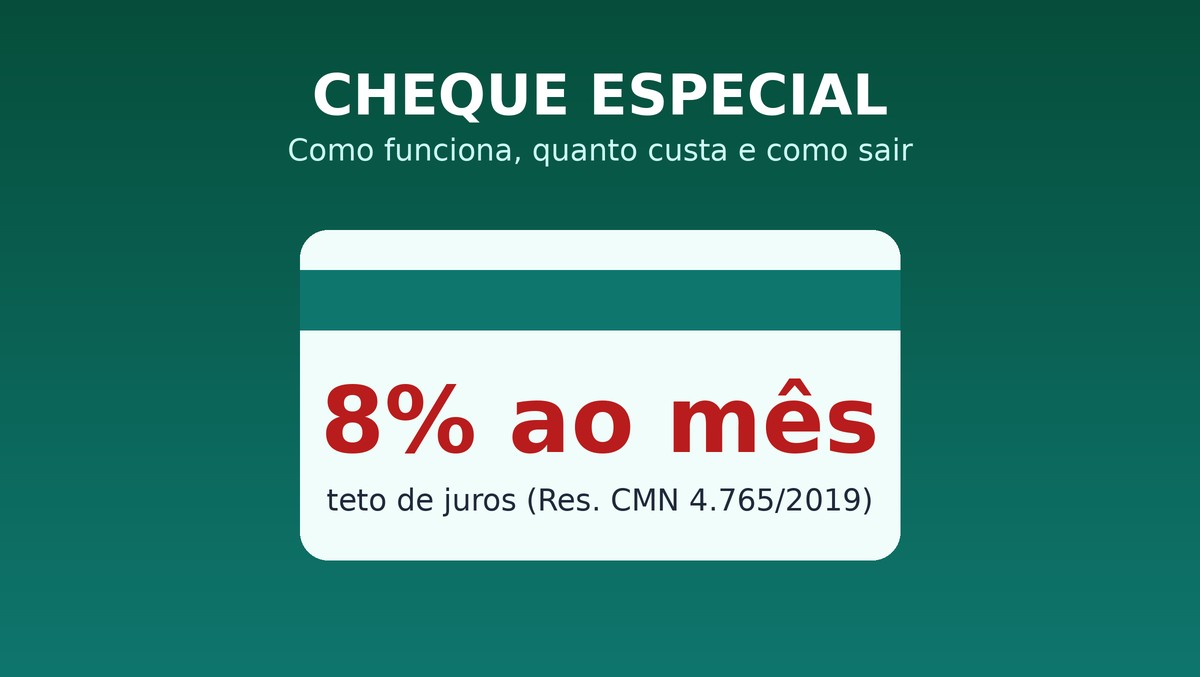 CHEQUE ESPECIAL
Como funciona, quanto custa e como sair
8% ao mês
teto de juros (Res. CMN 4.765/2019)